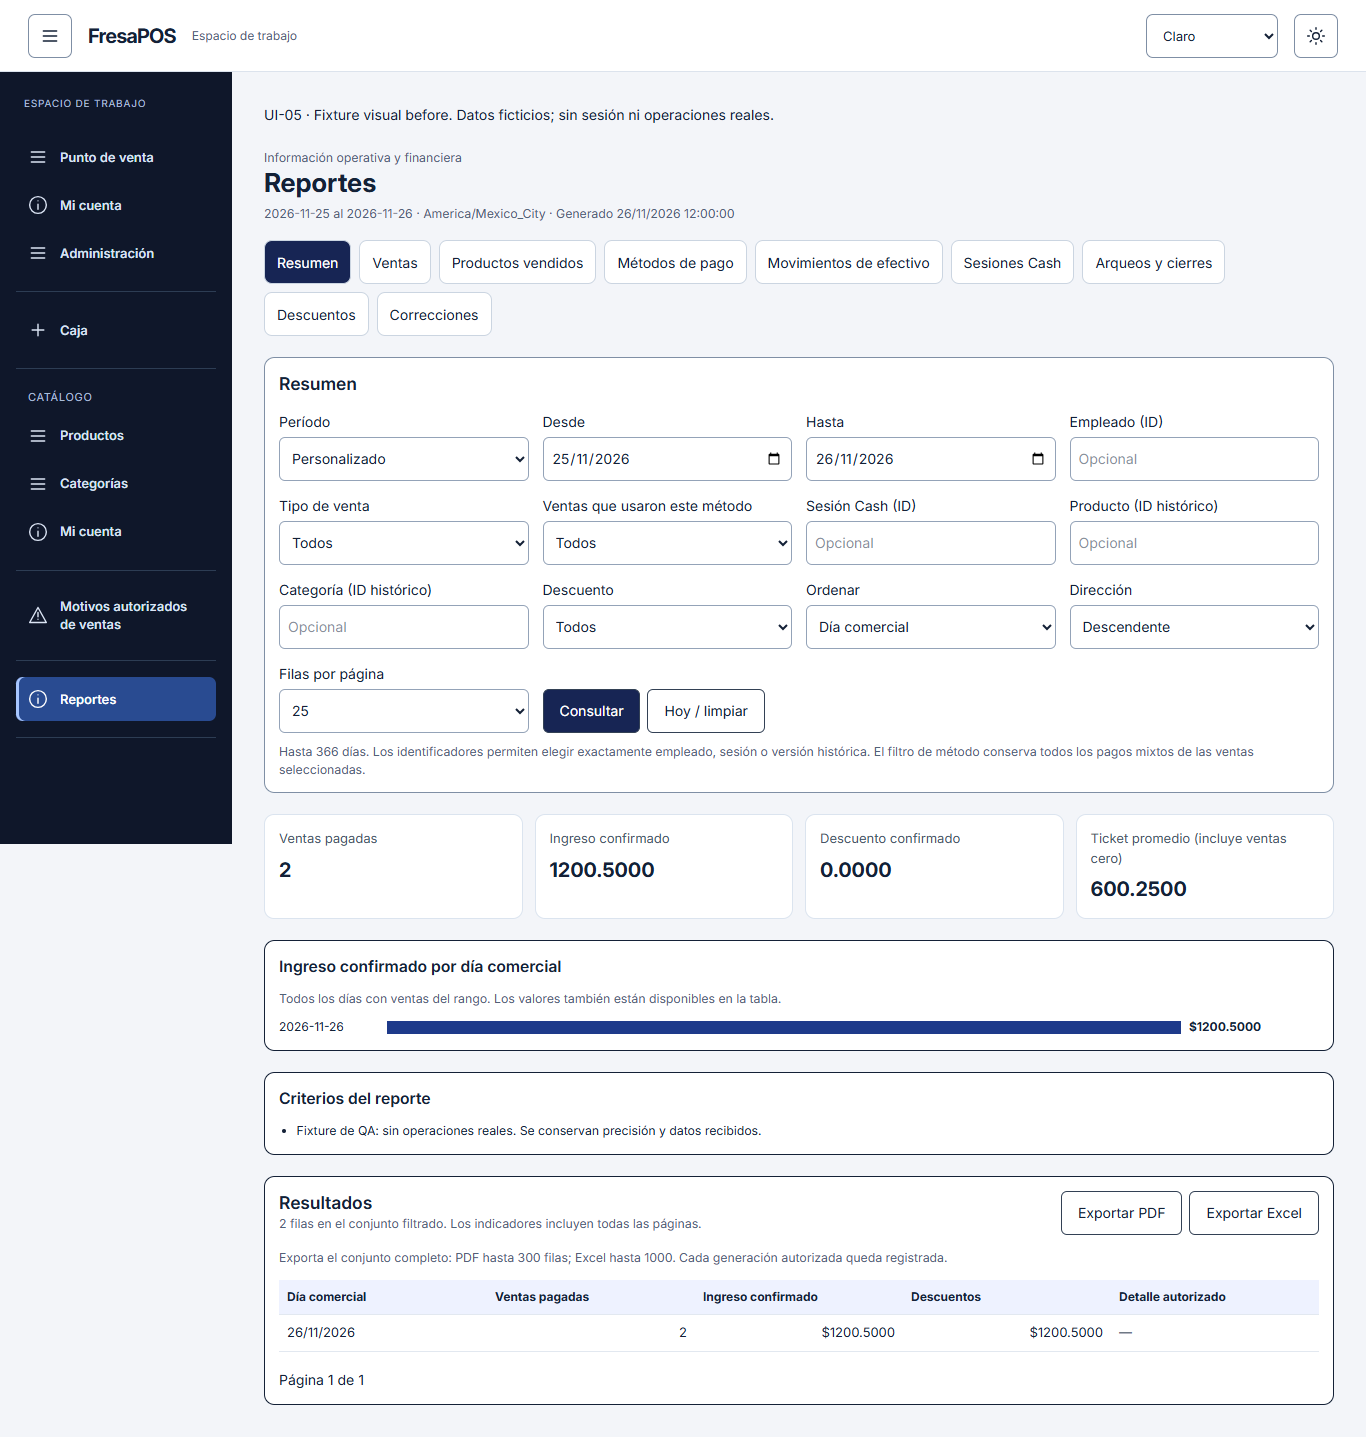 FresaPOS
Espacio de trabajo
Claro
ESPACIO DE TRABAJO
Punto de venta
Mi cuenta
Administración
Caja
CATÁLOGO
Productos
Categorías
Mi cuenta
Motivos autorizados
de ventas
Reportes
UI-05 · Fixture visual before. Datos ficticios; sin sesión ni operaciones reales.
Información operativa y financiera
Reportes
2026-11-25 al 2026-11-26 · America/Mexico_City · Generado 26/11/2026 12:00:00
Resumen Ventas Productos vendidos Métodos de pago Movimientos de efectivo Sesiones Cash Arqueos y cierres
Descuentos Correcciones
Resumen
Período Desde Hasta Empleado (ID)
Personalizado 25/11/2026 26/11/2026 Opcional
Tipo de venta Ventas que usaron este método Sesión Cash (ID) Producto (ID histórico)
Todos Todos Opcional Opcional
Categoría (ID histórico) Descuento Ordenar Dirección
Opcional Todos Día comercial Descendente
Filas por página
25 Consultar Hoy / limpiar
Hasta 366 días. Los identificadores permiten elegir exactamente empleado, sesión o versión histórica. El filtro de método conserva todos los pagos mixtos de las ventas
seleccionadas.
Ventas pagadas
2
Ingreso confirmado
1200.5000
Descuento confirmado
0.0000
Ticket promedio (incluye ventas
cero)
600.2500
Ingreso confirmado por día comercial
Todos los días con ventas del rango. Los valores también están disponibles en la tabla.
2026-11-26 $1200.5000
Criterios del reporte
• Fixture de QA: sin operaciones reales. Se conservan precisión y datos recibidos.
Resultados
2 filas en el conjunto filtrado. Los indicadores incluyen todas las páginas.
Exportar PDF Exportar Excel
Exporta el conjunto completo: PDF hasta 300 filas; Excel hasta 1000. Cada generación autorizada queda registrada.
Día comercial Ventas pagadas Ingreso confirmado Descuentos Detalle autorizado
26/11/2026 2 $1200.5000 $1200.5000 —
Página 1 de 1